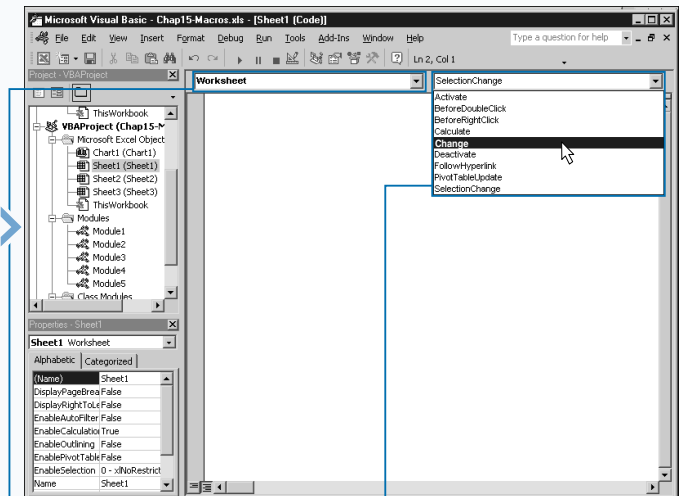 Microsoft Visual Basic - Chap15-Macros.xls - [Sheet1 (Code)]
File Edit View Insert Format Debug Run Tools Add-Ins Window Help
Type a question for help
Ln 2, Col 1
Project - VBAProject
Worksheet
SelectionChange
Activate
BeforeDoubleClick
BeforeRightClick
Calculate
Change
Deactivate
FollowHyperlink
PivotTableUpdate
SelectionChange
ThisWorkbook
VBAProject (Chap15-M
Microsoft Excel Object
Chart1 (Chart1)
Sheet1 (Sheet1)
Sheet2 (Sheet2)
Sheet3 (Sheet3)
ThisWorkbook
Modules
Module1
Module2
Module3
Module4
Module5
Class Modules
Properties - Sheet1
Sheet1 Worksheet
Alphabetic Categorized
(Name) Sheet1
DisplayPageBrea False
DisplayRightToLe False
EnableAutoFilter False
EnableCalculation True
EnableOutlining False
EnablePivotTable False
EnableSelection 0 - xlNoRestrict
Name Sheet1